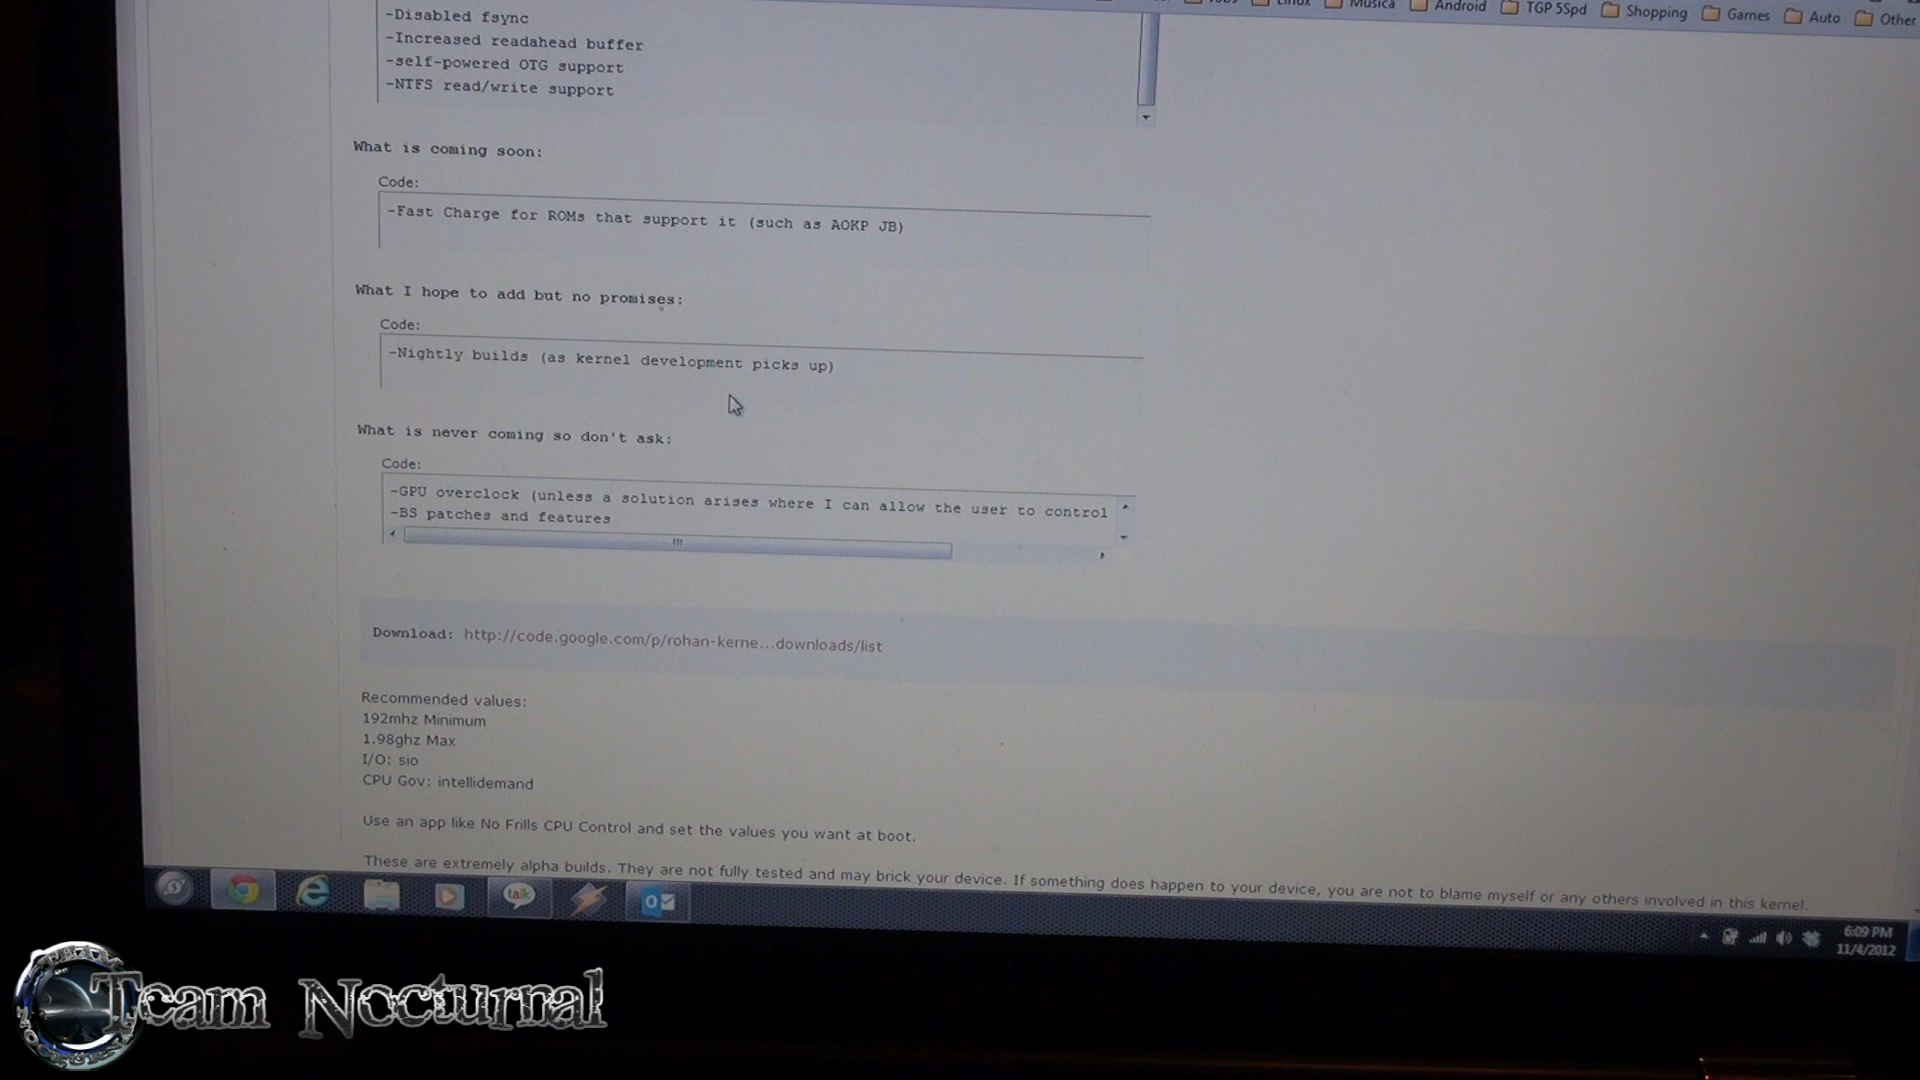 Linux
Musica
Android
TGP 5Spd
Shopping
Games
Auto
Other
-Disabled fsync
-Increased readahead buffer
-self-powered OTG support
-NTFS read/write support
What is coming soon:
Code:
-Fast Charge for ROMs that support it (such as AOKP JB)
What I hope to add but no promises:
Code:
-Nightly builds (as kernel development picks up)
What is never coming so don't ask:
Code:
-GPU overclock (unless a solution arises where I can allow the user to control
-BS patches and features
Download: http://code.google.com/p/rohan-kerne...downloads/list
Recommended values:
192mhz Minimum
1.98ghz Max
I/O: sio
CPU Gov: intellidemand
Use an app like No Frills CPU Control and set the values you want at boot.
These are extremely alpha builds. They are not fully tested and may brick your device. If something does happen to your device, you are not to blame myself or any others involved in this kernel.
talk
6:09 PM
11/4/2012
Team Nocturnal